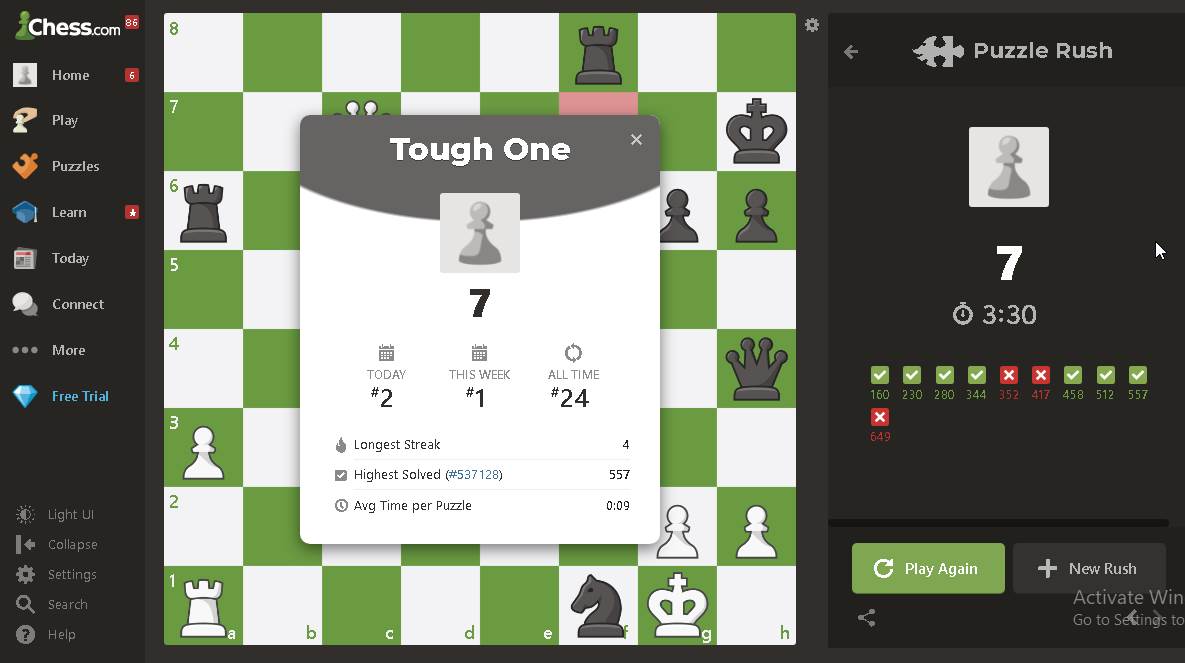 Chess.com 86
Home 6
Play
Puzzles
Learn
Today
Connect
More
Free Trial
Light UI
Collapse
Settings
Search
Help
8
7
6
5
4
3
2
1
a b c d e f g h
Tough One
×
7
TODAY THIS WEEK ALL TIME
#2 #1 #24
Longest Streak 4
Highest Solved (#537128) 557
Avg Time per Puzzle 0:09
Puzzle Rush
7
3:30
160 230 280 344 352 417 458 512 557
649
Play Again New Rush
Activate Win
Go to Settings to